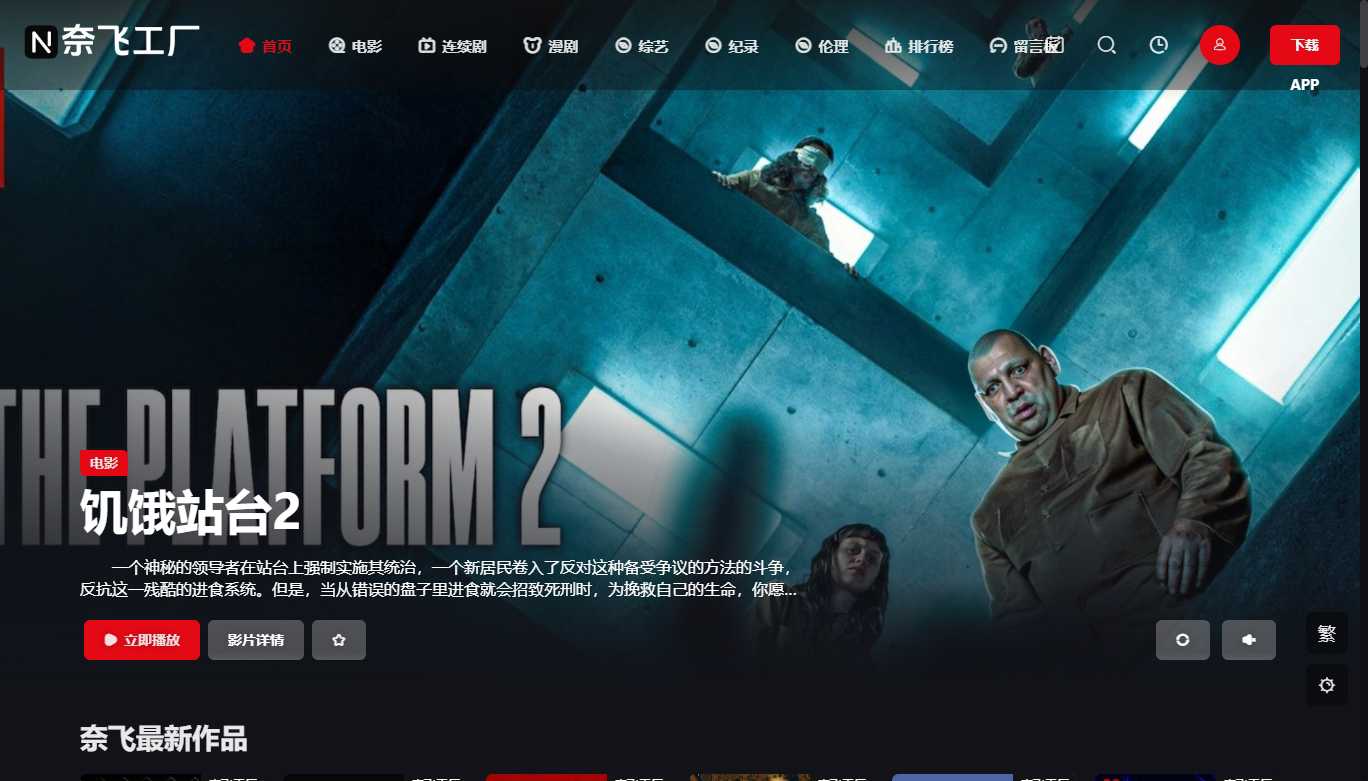 N 奈飞工厂
首页
电影
连续剧
漫剧
综艺
纪录
伦理
排行榜
留言板
下载
APP
THE PLATFORM 2
电影
饥饿站台2
一个神秘的领导者在站台上强制实施其统治，一个新居民卷入了反对这种备受争议的方法的斗争，
反抗这一残酷的进食系统。但是，当从错误的盘子里进食就会招致死刑时，为挽救自己的生命，你愿...
立即播放
影片详情
繁
奈飞最新作品